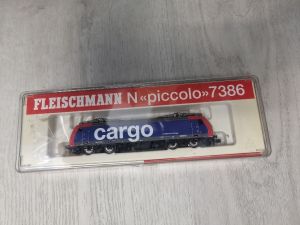 FLEISCHMANN N «piccolo» 7386
cargo